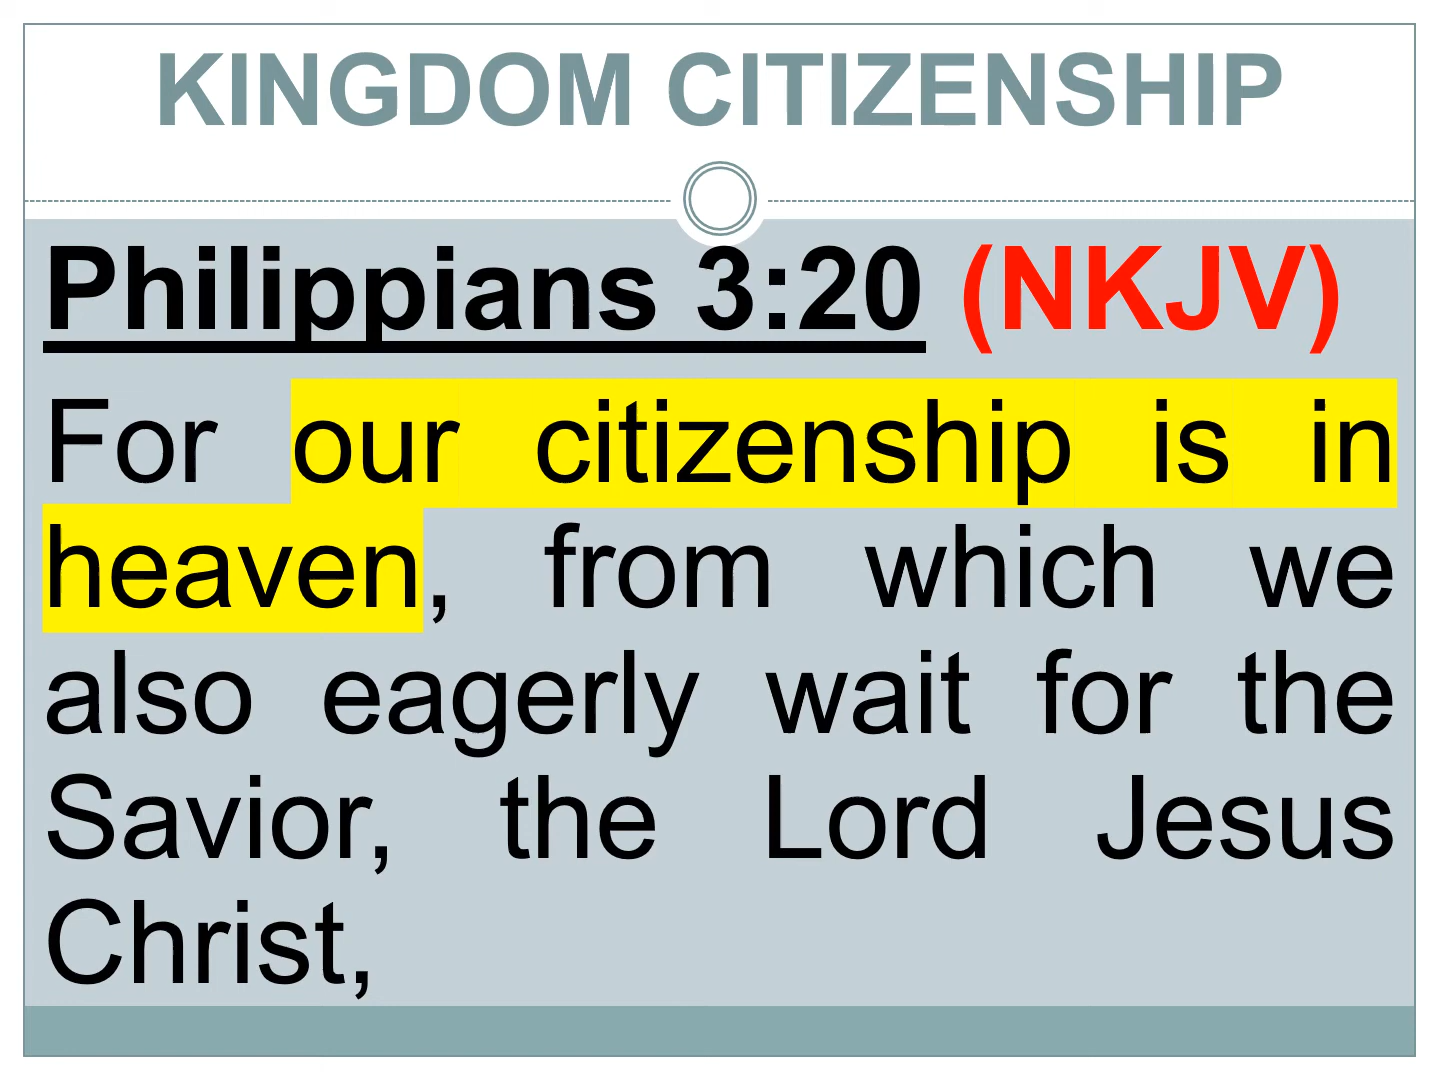 KINGDOM CITIZENSHIP
Philippians 3:20 (NKJV)
For our citizenship is in
heaven, from which we
also eagerly wait for the
Savior, the Lord Jesus
Christ,